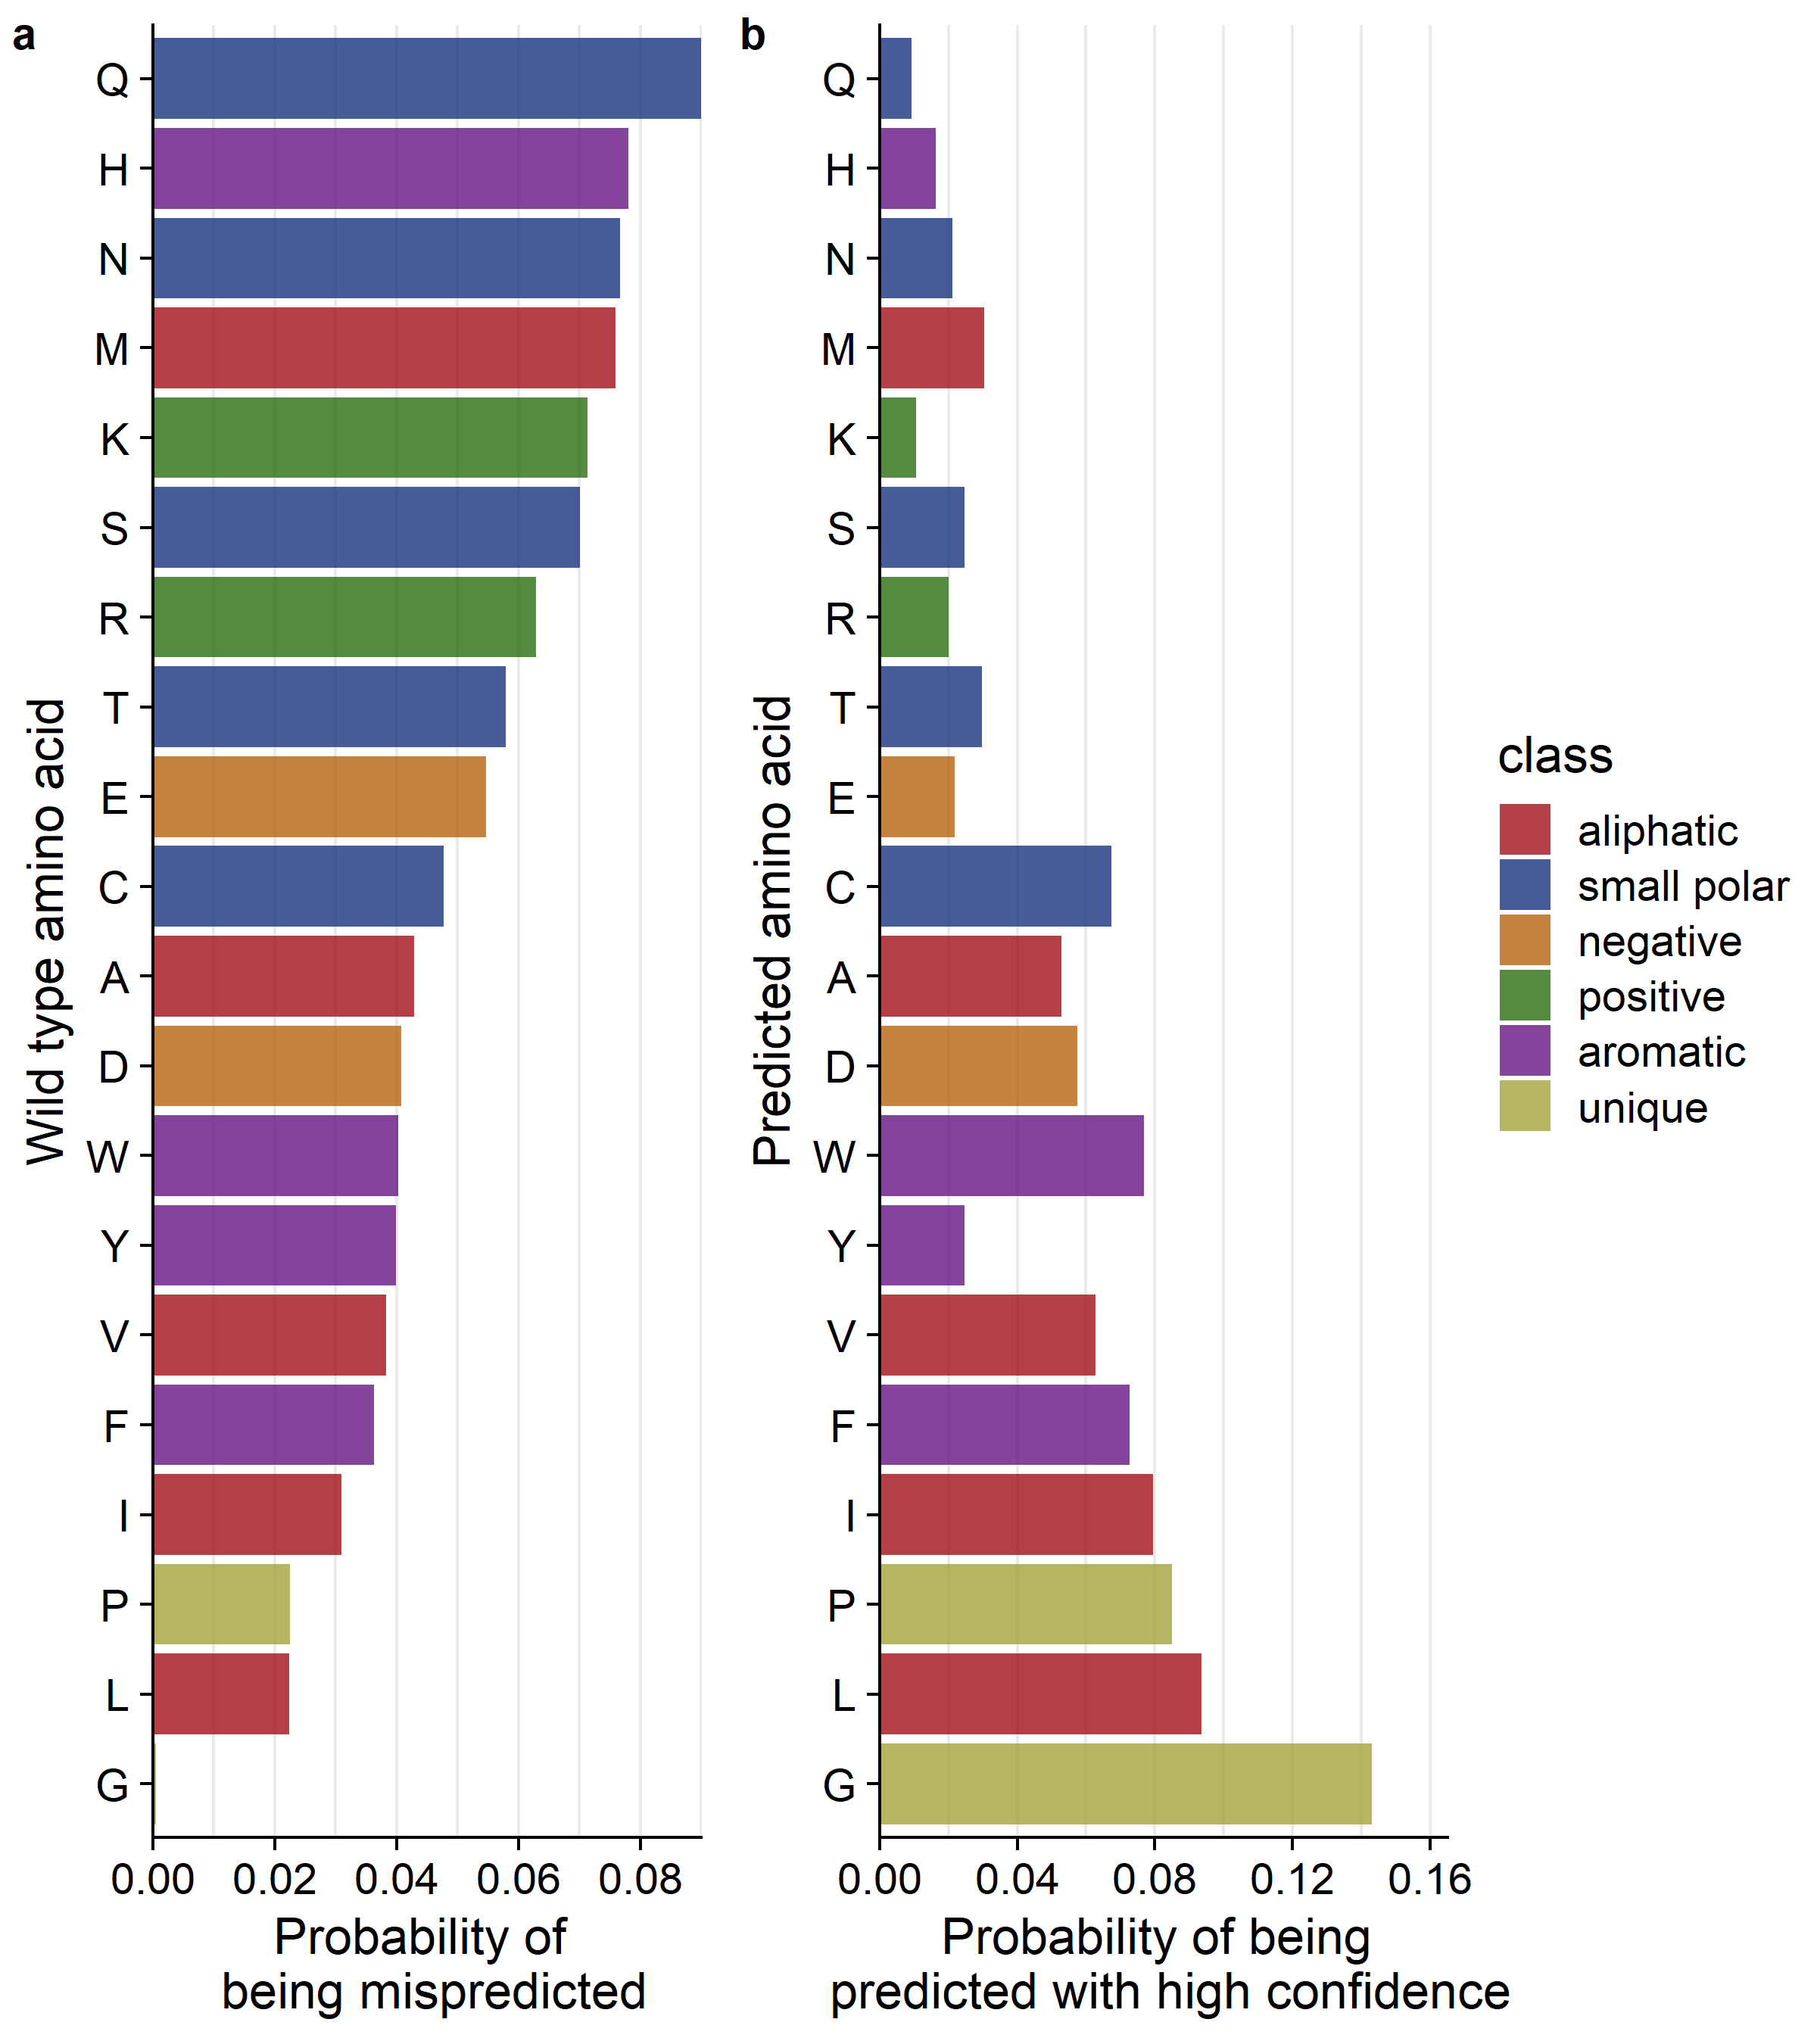 a
Q
H
N
M
K
S
R
T
E
C
A
D
W
Y
V
F
I
P
L
G
Wild type amino acid
0.00 0.02 0.04 0.06 0.08
Probability of
being mispredicted
b
Q
H
N
M
K
S
R
T
E
C
A
D
W
Y
V
F
I
P
L
G
Predicted amino acid
0.00 0.04 0.08 0.12 0.16
Probability of being
predicted with high confidence
class
aliphatic
small polar
negative
positive
aromatic
unique